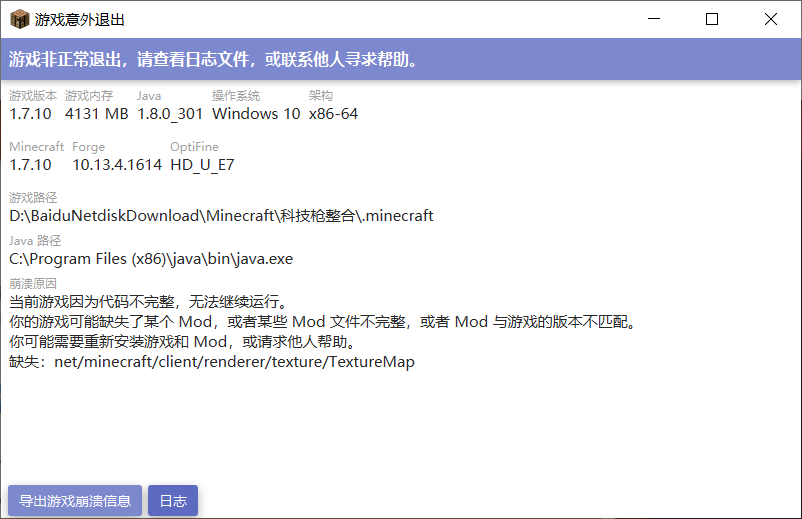 游戏意外退出
游戏非正常退出，请查看日志文件，或联系他人寻求帮助。
游戏版本 游戏内存 Java 操作系统 架构
1.7.10 4131 MB 1.8.0_301 Windows 10 x86-64
Minecraft Forge OptiFine
1.7.10 10.13.4.1614 HD_U_E7
游戏路径
D:\BaiduNetdiskDownload\Minecraft\科技枪整合\.minecraft
Java 路径
C:\Program Files (x86)\java\bin\java.exe
崩溃原因
当前游戏因为代码不完整，无法继续运行。
你的游戏可能缺失了某个 Mod，或者某些 Mod 文件不完整，或者 Mod 与游戏的版本不匹配。
你可能需要重新安装游戏和 Mod，或请求他人帮助。
缺失：net/minecraft/client/renderer/texture/TextureMap
导出游戏崩溃信息 日志